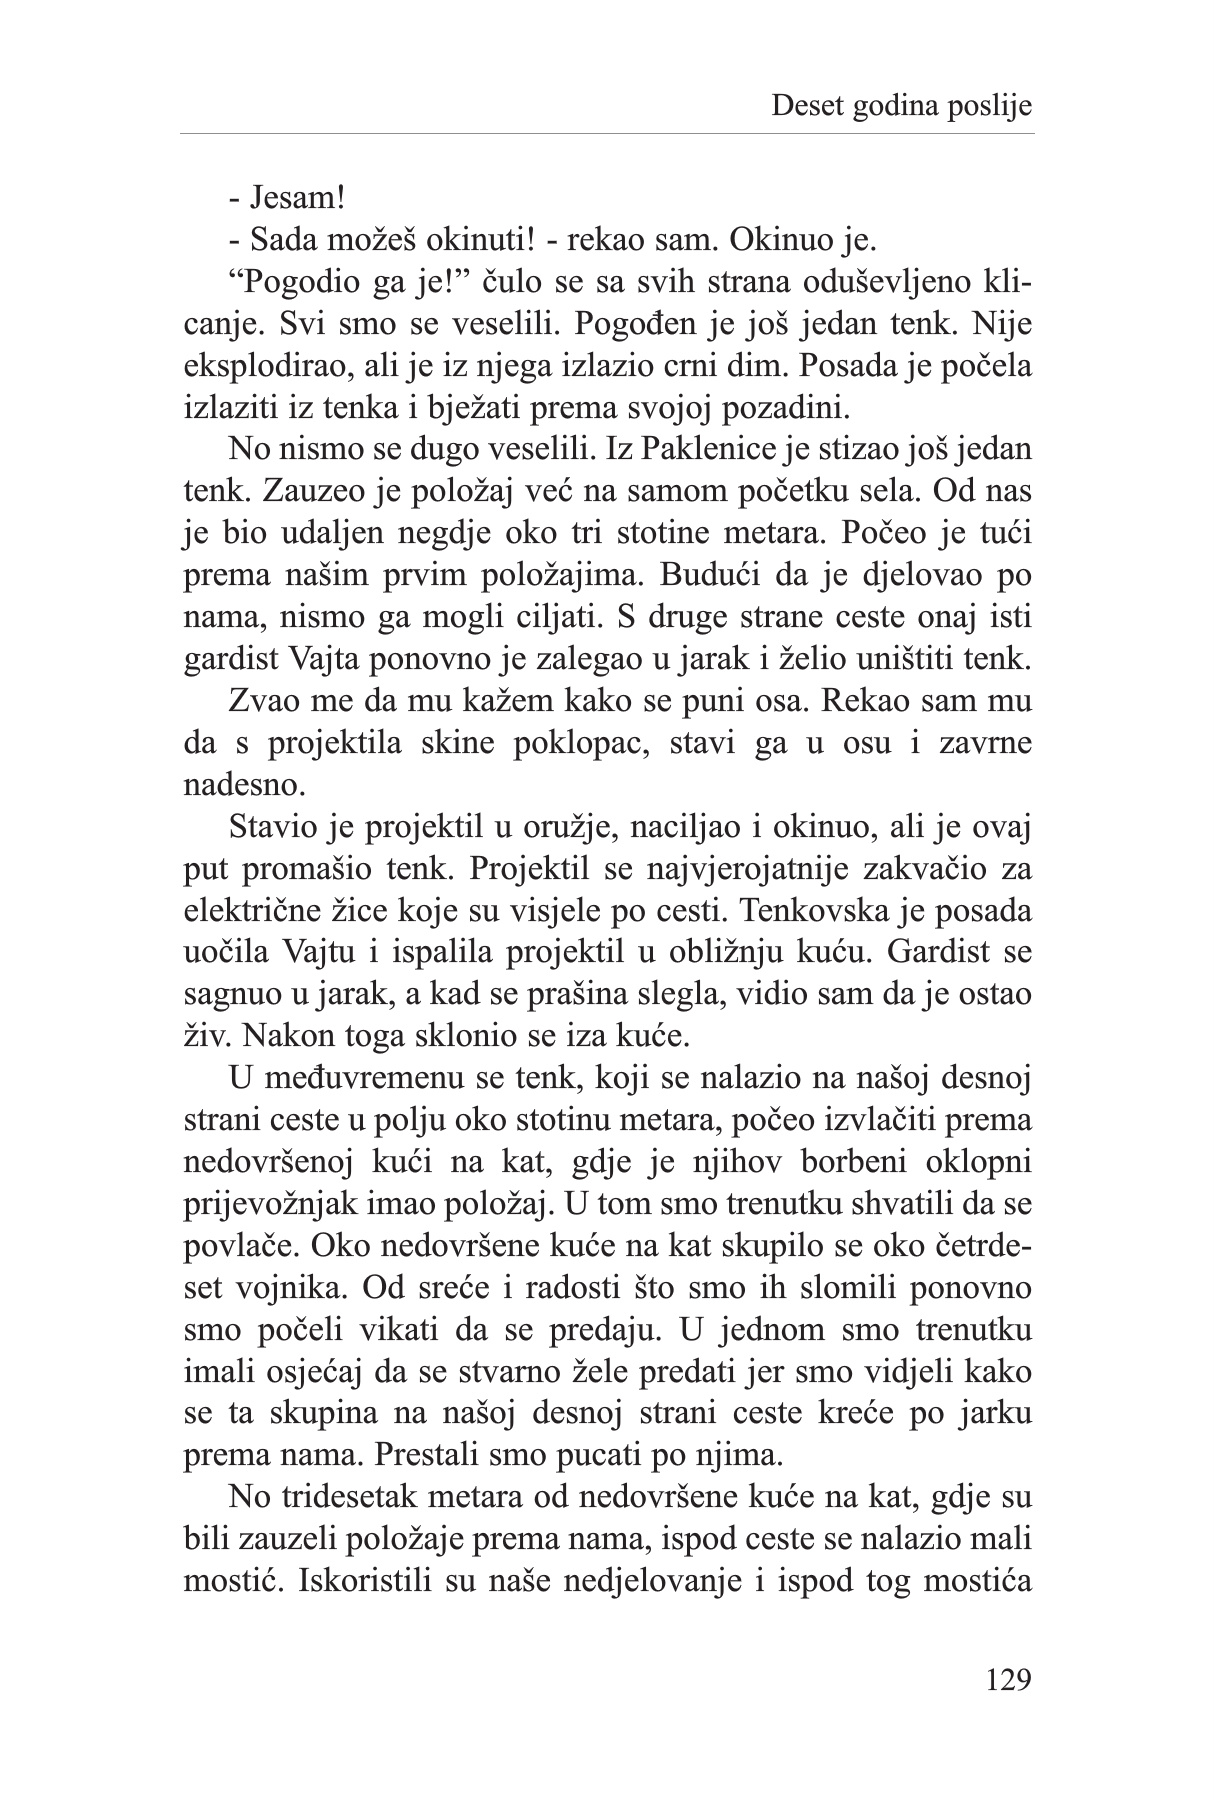 Deset godina poslije
- Jesam!
- Sada možeš okinuti! - rekao sam. Okinuo je.
“Pogodio ga je!” čulo se sa svih strana oduševljeno kli-
canje. Svi smo se veselili. Pogođen je još jedan tenk. Nije
eksplodirao, ali je iz njega izlazio crni dim. Posada je počela
izlaziti iz tenka i bježati prema svojoj pozadini.
No nismo se dugo veselili. Iz Paklenice je stizao još jedan
tenk. Zauzeo je položaj već na samom početku sela. Od nas
je bio udaljen negdje oko tri stotine metara. Počeo je tući
prema našim prvim položajima. Budući da je djelovao po
nama, nismo ga mogli ciljati. S druge strane ceste onaj isti
gardist Vajta ponovno je zalegao u jarak i želio uništiti tenk.
Zvao me da mu kažem kako se puni osa. Rekao sam mu
da s projektila skine poklopac, stavi ga u osu i zavrne
nadesno.
Stavio je projektil u oružje, naciljao i okinuo, ali je ovaj
put promašio tenk. Projektil se najvjerojatnije zakvačio za
električne žice koje su visjele po cesti. Tenkovska je posada
uočila Vajtu i ispalila projektil u obližnju kuću. Gardist se
sagnuo u jarak, a kad se prašina slegla, vidio sam da je ostao
živ. Nakon toga sklonio se iza kuće.
U međuvremenu se tenk, koji se nalazio na našoj desnoj
strani ceste u polju oko stotinu metara, počeo izvlačiti prema
nedovršenoj kući na kat, gdje je njihov borbeni oklopni
prijevožnjak imao položaj. U tom smo trenutku shvatili da se
povlače. Oko nedovršene kuće na kat skupilo se oko četrde-
set vojnika. Od sreće i radosti što smo ih slomili ponovno
smo počeli vikati da se predaju. U jednom smo trenutku
imali osjećaj da se stvarno žele predati jer smo vidjeli kako
se ta skupina na našoj desnoj strani ceste kreće po jarku
prema nama. Prestali smo pucati po njima.
No tridesetak metara od nedovršene kuće na kat, gdje su
bili zauzeli položaje prema nama, ispod ceste se nalazio mali
mostić. Iskoristili su naše nedjelovanje i ispod tog mostića
129